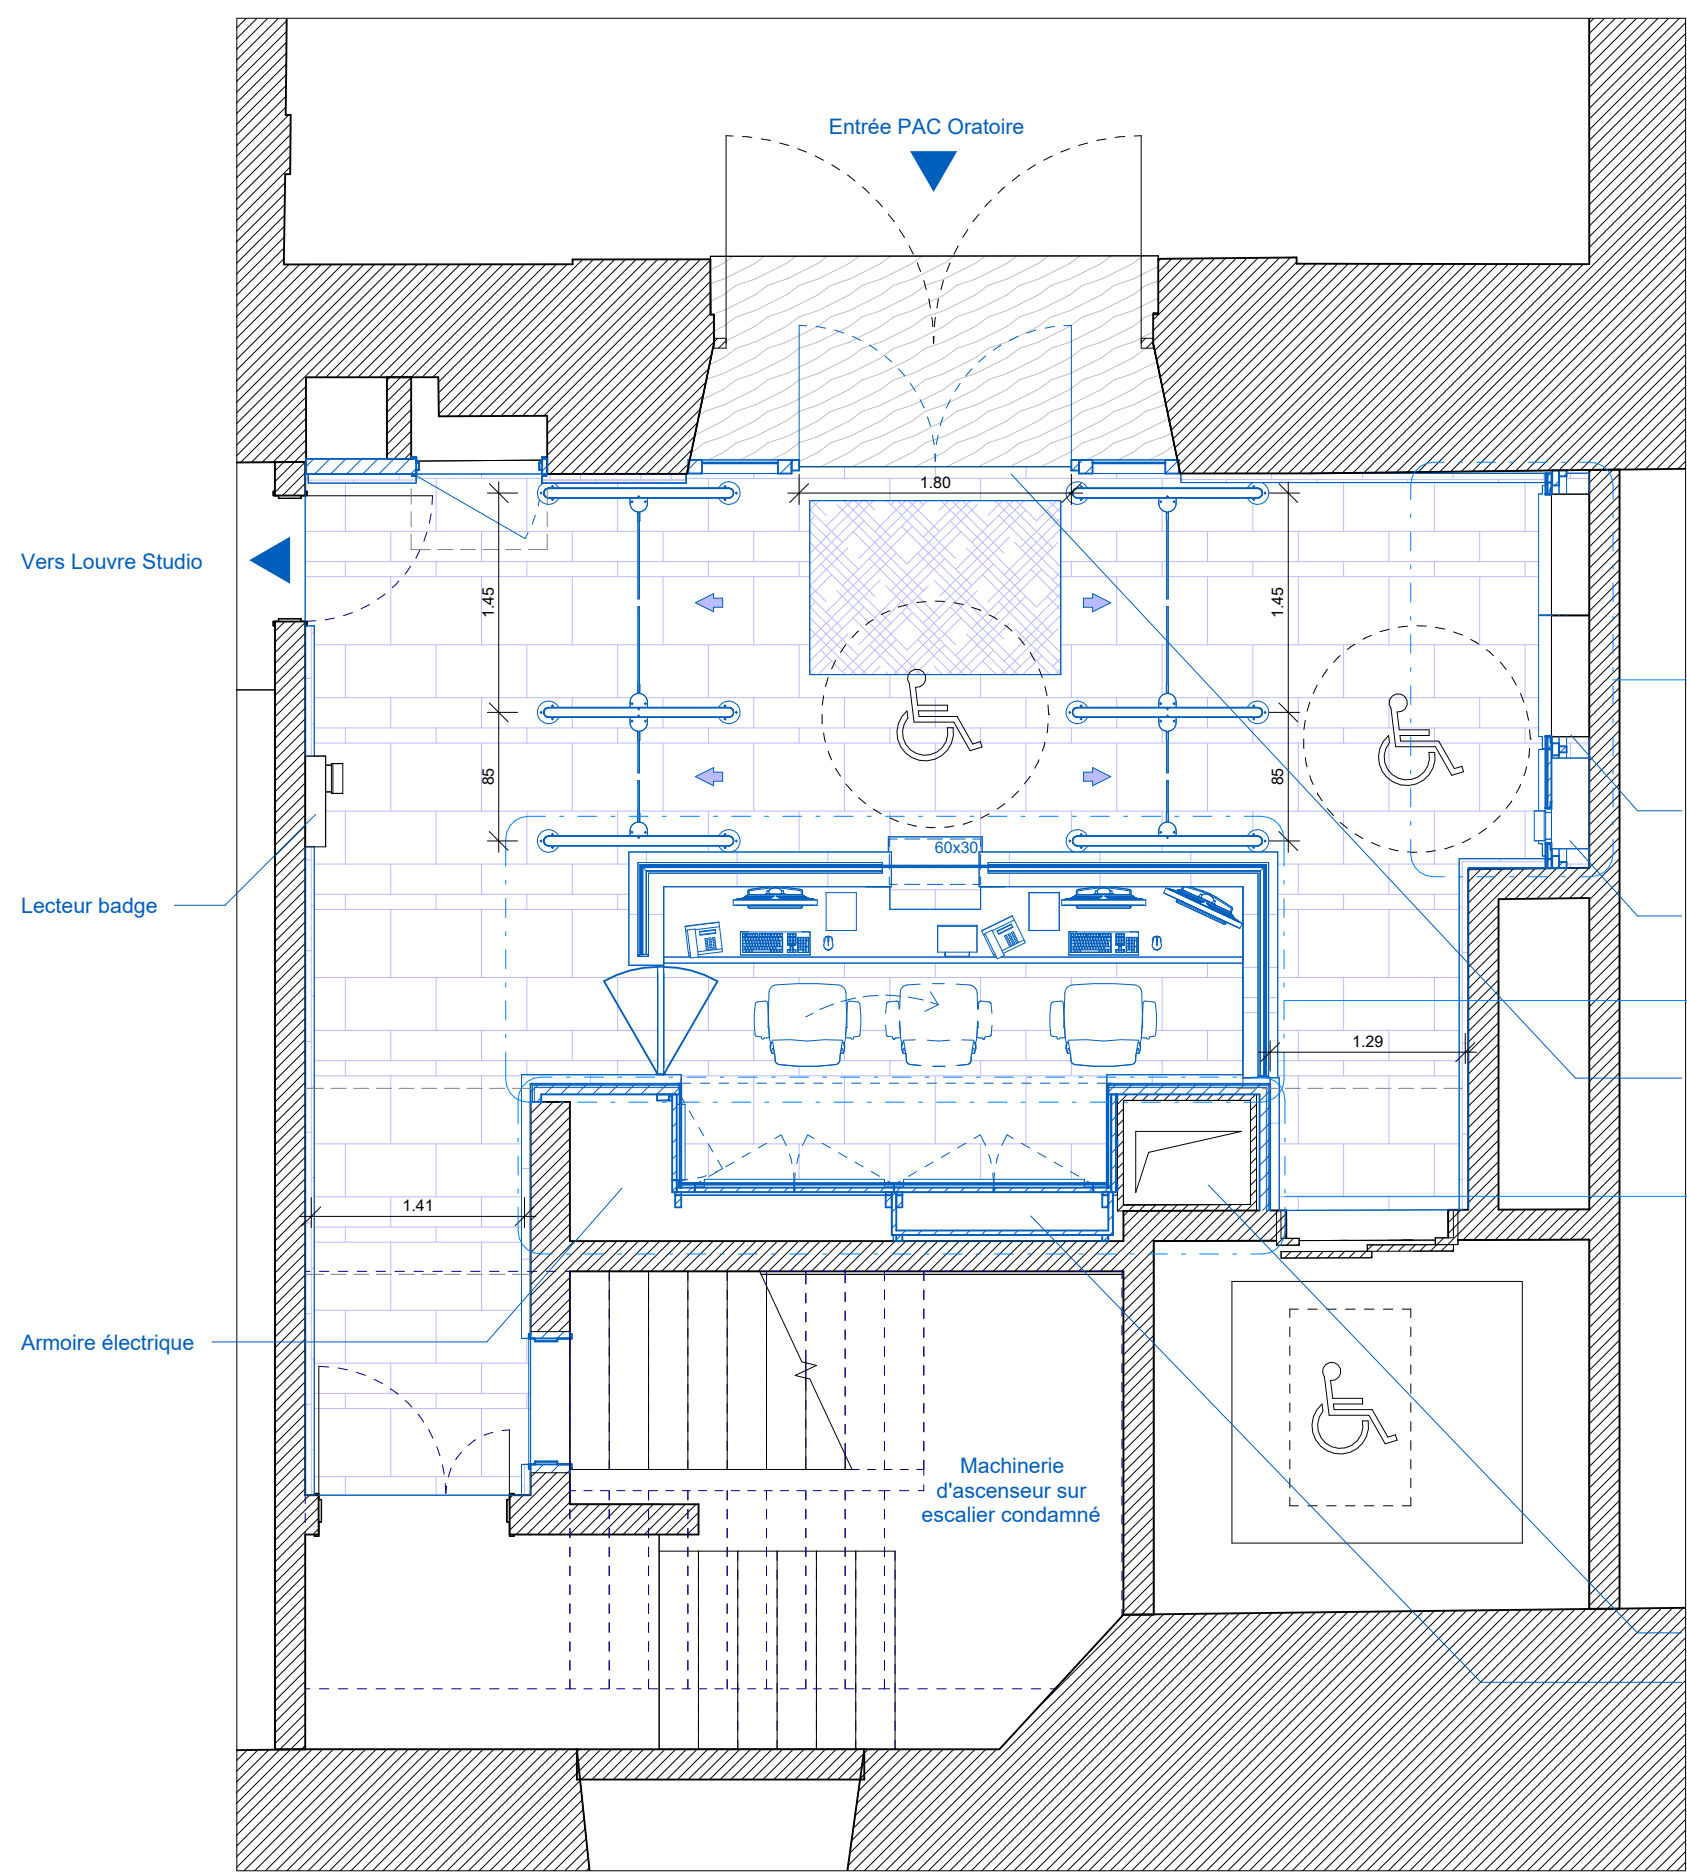 Entrée PAC Oratoire
1.80
Vers Louvre Studio
1.45
1.45
85
85
60x30
Lecteur badge
1.29
1.41
Armoire électrique
Machinerie
d'ascenseur sur
escalier condamné